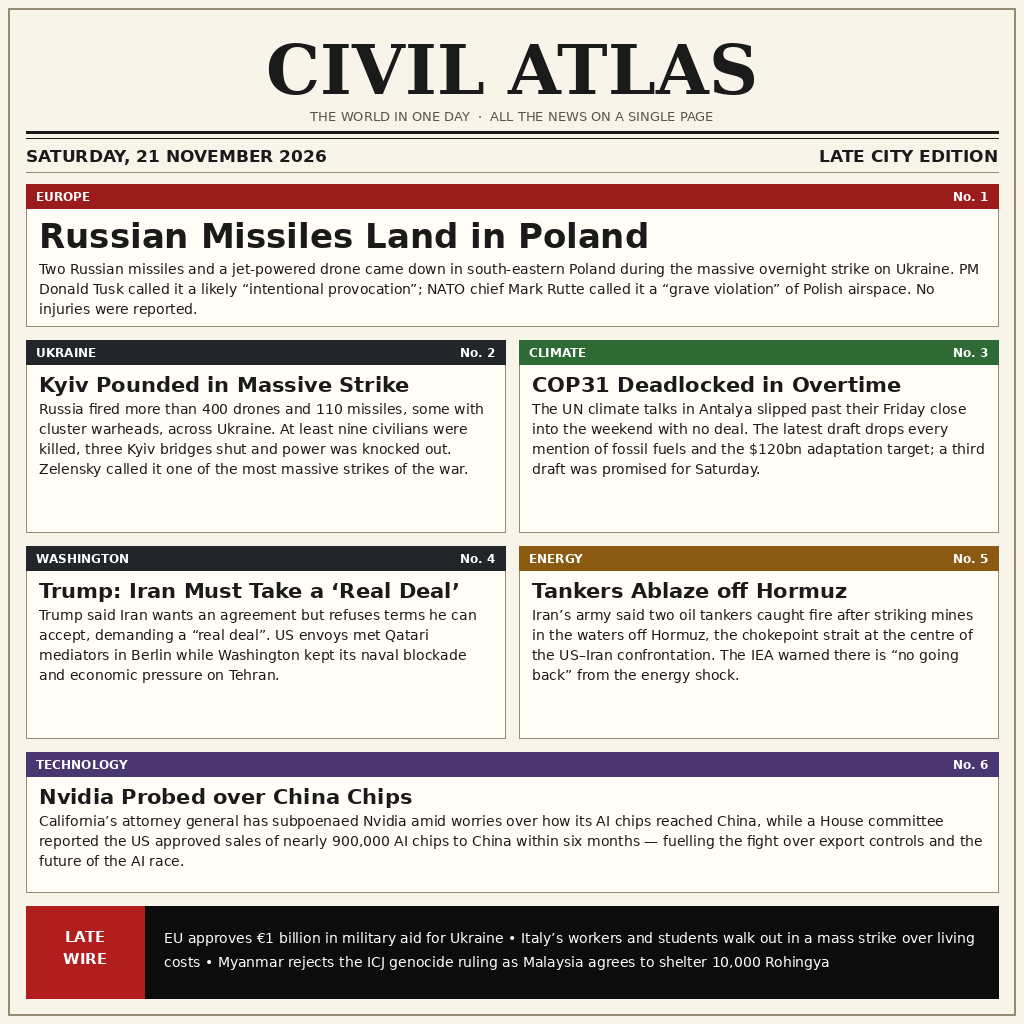 CIVIL ATLAS
THE WORLD IN ONE DAY · ALL THE NEWS ON A SINGLE PAGE
SATURDAY, 21 NOVEMBER 2026 LATE CITY EDITION
EUROPE No. 1
Russian Missiles Land in Poland
Two Russian missiles and a jet-powered drone came down in south-eastern Poland during the massive overnight strike on Ukraine. PM
Donald Tusk called it a likely “intentional provocation”; NATO chief Mark Rutte called it a “grave violation” of Polish airspace. No
injuries were reported.
UKRAINE No. 2
Kyiv Pounded in Massive Strike
Russia fired more than 400 drones and 110 missiles, some with
cluster warheads, across Ukraine. At least nine civilians were
killed, three Kyiv bridges shut and power was knocked out.
Zelensky called it one of the most massive strikes of the war.
CLIMATE No. 3
COP31 Deadlocked in Overtime
The UN climate talks in Antalya slipped past their Friday close
into the weekend with no deal. The latest draft drops every
mention of fossil fuels and the $120bn adaptation target; a third
draft was promised for Saturday.
WASHINGTON No. 4
Trump: Iran Must Take a ‘Real Deal’
Trump said Iran wants an agreement but refuses terms he can
accept, demanding a “real deal”. US envoys met Qatari
mediators in Berlin while Washington kept its naval blockade
and economic pressure on Tehran.
ENERGY No. 5
Tankers Ablaze off Hormuz
Iran’s army said two oil tankers caught fire after striking mines
in the waters off Hormuz, the chokepoint strait at the centre of
the US–Iran confrontation. The IEA warned there is “no going
back” from the energy shock.
TECHNOLOGY No. 6
Nvidia Probed over China Chips
California’s attorney general has subpoenaed Nvidia amid worries over how its AI chips reached China, while a House committee
reported the US approved sales of nearly 900,000 AI chips to China within six months — fuelling the fight over export controls and the
future of the AI race.
LATE
WIRE
EU approves €1 billion in military aid for Ukraine • Italy’s workers and students walk out in a mass strike over living
costs • Myanmar rejects the ICJ genocide ruling as Malaysia agrees to shelter 10,000 Rohingya